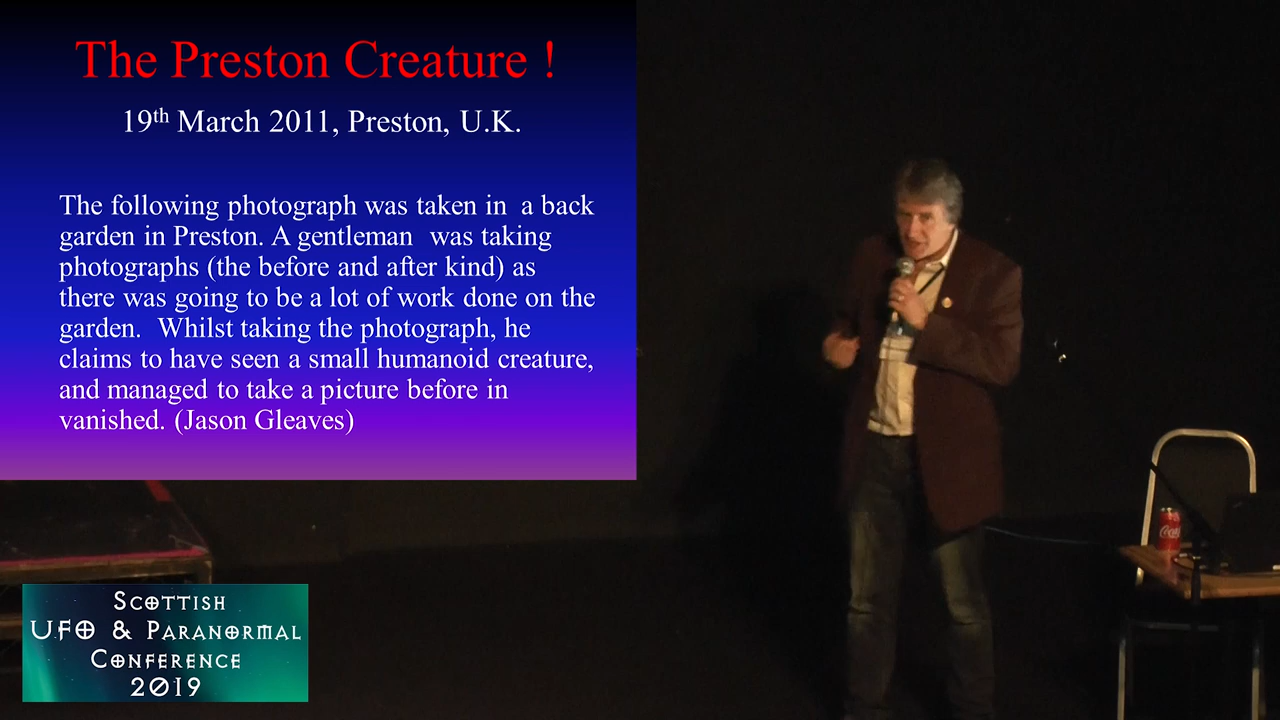 The Preston Creature !
19th March 2011, Preston, U.K.
The following photograph was taken in a back
garden in Preston. A gentleman was taking
photographs (the before and after kind) as
there was going to be a lot of work done on the
garden. Whilst taking the photograph, he
claims to have seen a small humanoid creature,
and managed to take a picture before in
vanished. (Jason Gleaves)
Scottish
UFO & Paranormal
Conference
2019